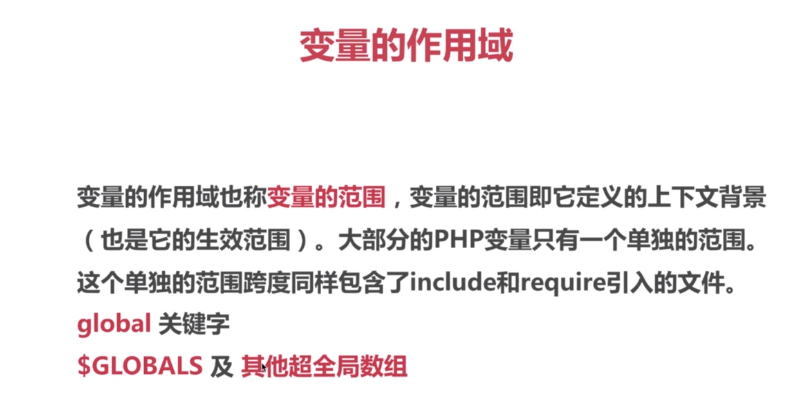 变量的作用域
变量的作用域也称变量的范围，变量的范围即它定义的上下文背景
（也是它的生效范围）。大部分的PHP变量只有一个单独的范围。
这个单独的范围跨度同样包含了include和require引入的文件。
global 关键字
$GLOBALS 及 其他超全局数组